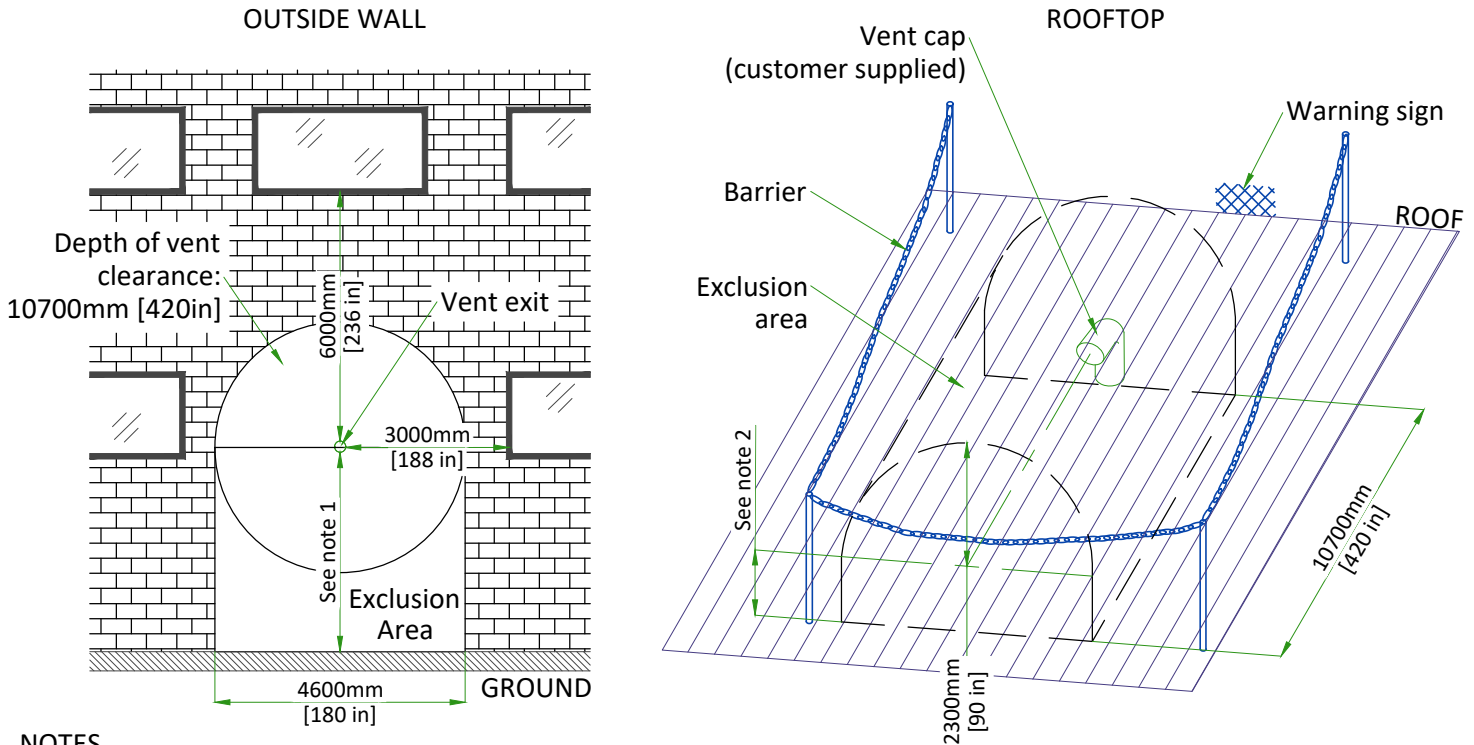 OUTSIDE WALL
Depth of vent
clearance:
10700mm [420in]
6000mm
[236 in]
Vent exit
3000mm
[188 in]
See note 1
Exclusion
Area
GROUND
4600mm
[180 in]
NOTES
ROOFTOP
Vent cap
(customer supplied)
Warning sign
Barrier
ROOF
Exclusion
area
See note 2
10700mm
[420 in]
2300mm
[90 in]